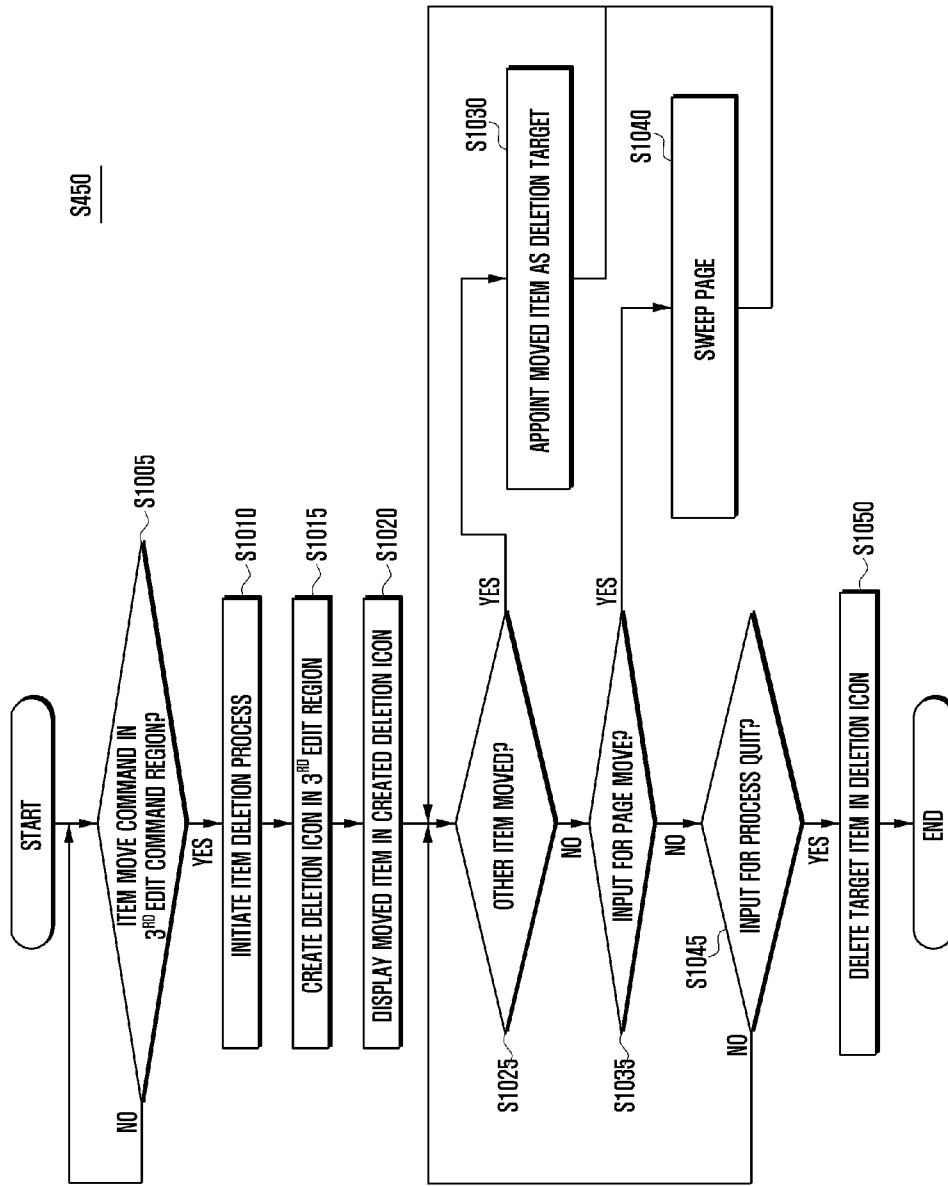 S450
START
ITEM MOVE COMMAND IN
3RD EDIT COMMAND REGION?
S1005
NO
YES
INITIATE ITEM DELETION PROCESS
S1010
CREATE DELETION ICON IN 3RD EDIT REGION
S1015
DISPLAY MOVED ITEM IN CREATED DELETION ICON
S1020
OTHER ITEM MOVED?
S1025
YES
NO
APPOINT MOVED ITEM AS DELETION TARGET
S1030
INPUT FOR PAGE MOVE?
S1035
YES
NO
SWEEP PAGE
S1040
INPUT FOR PROCESS QUIT?
S1045
NO
YES
DELETE TARGET ITEM IN DELETION ICON
S1050
END